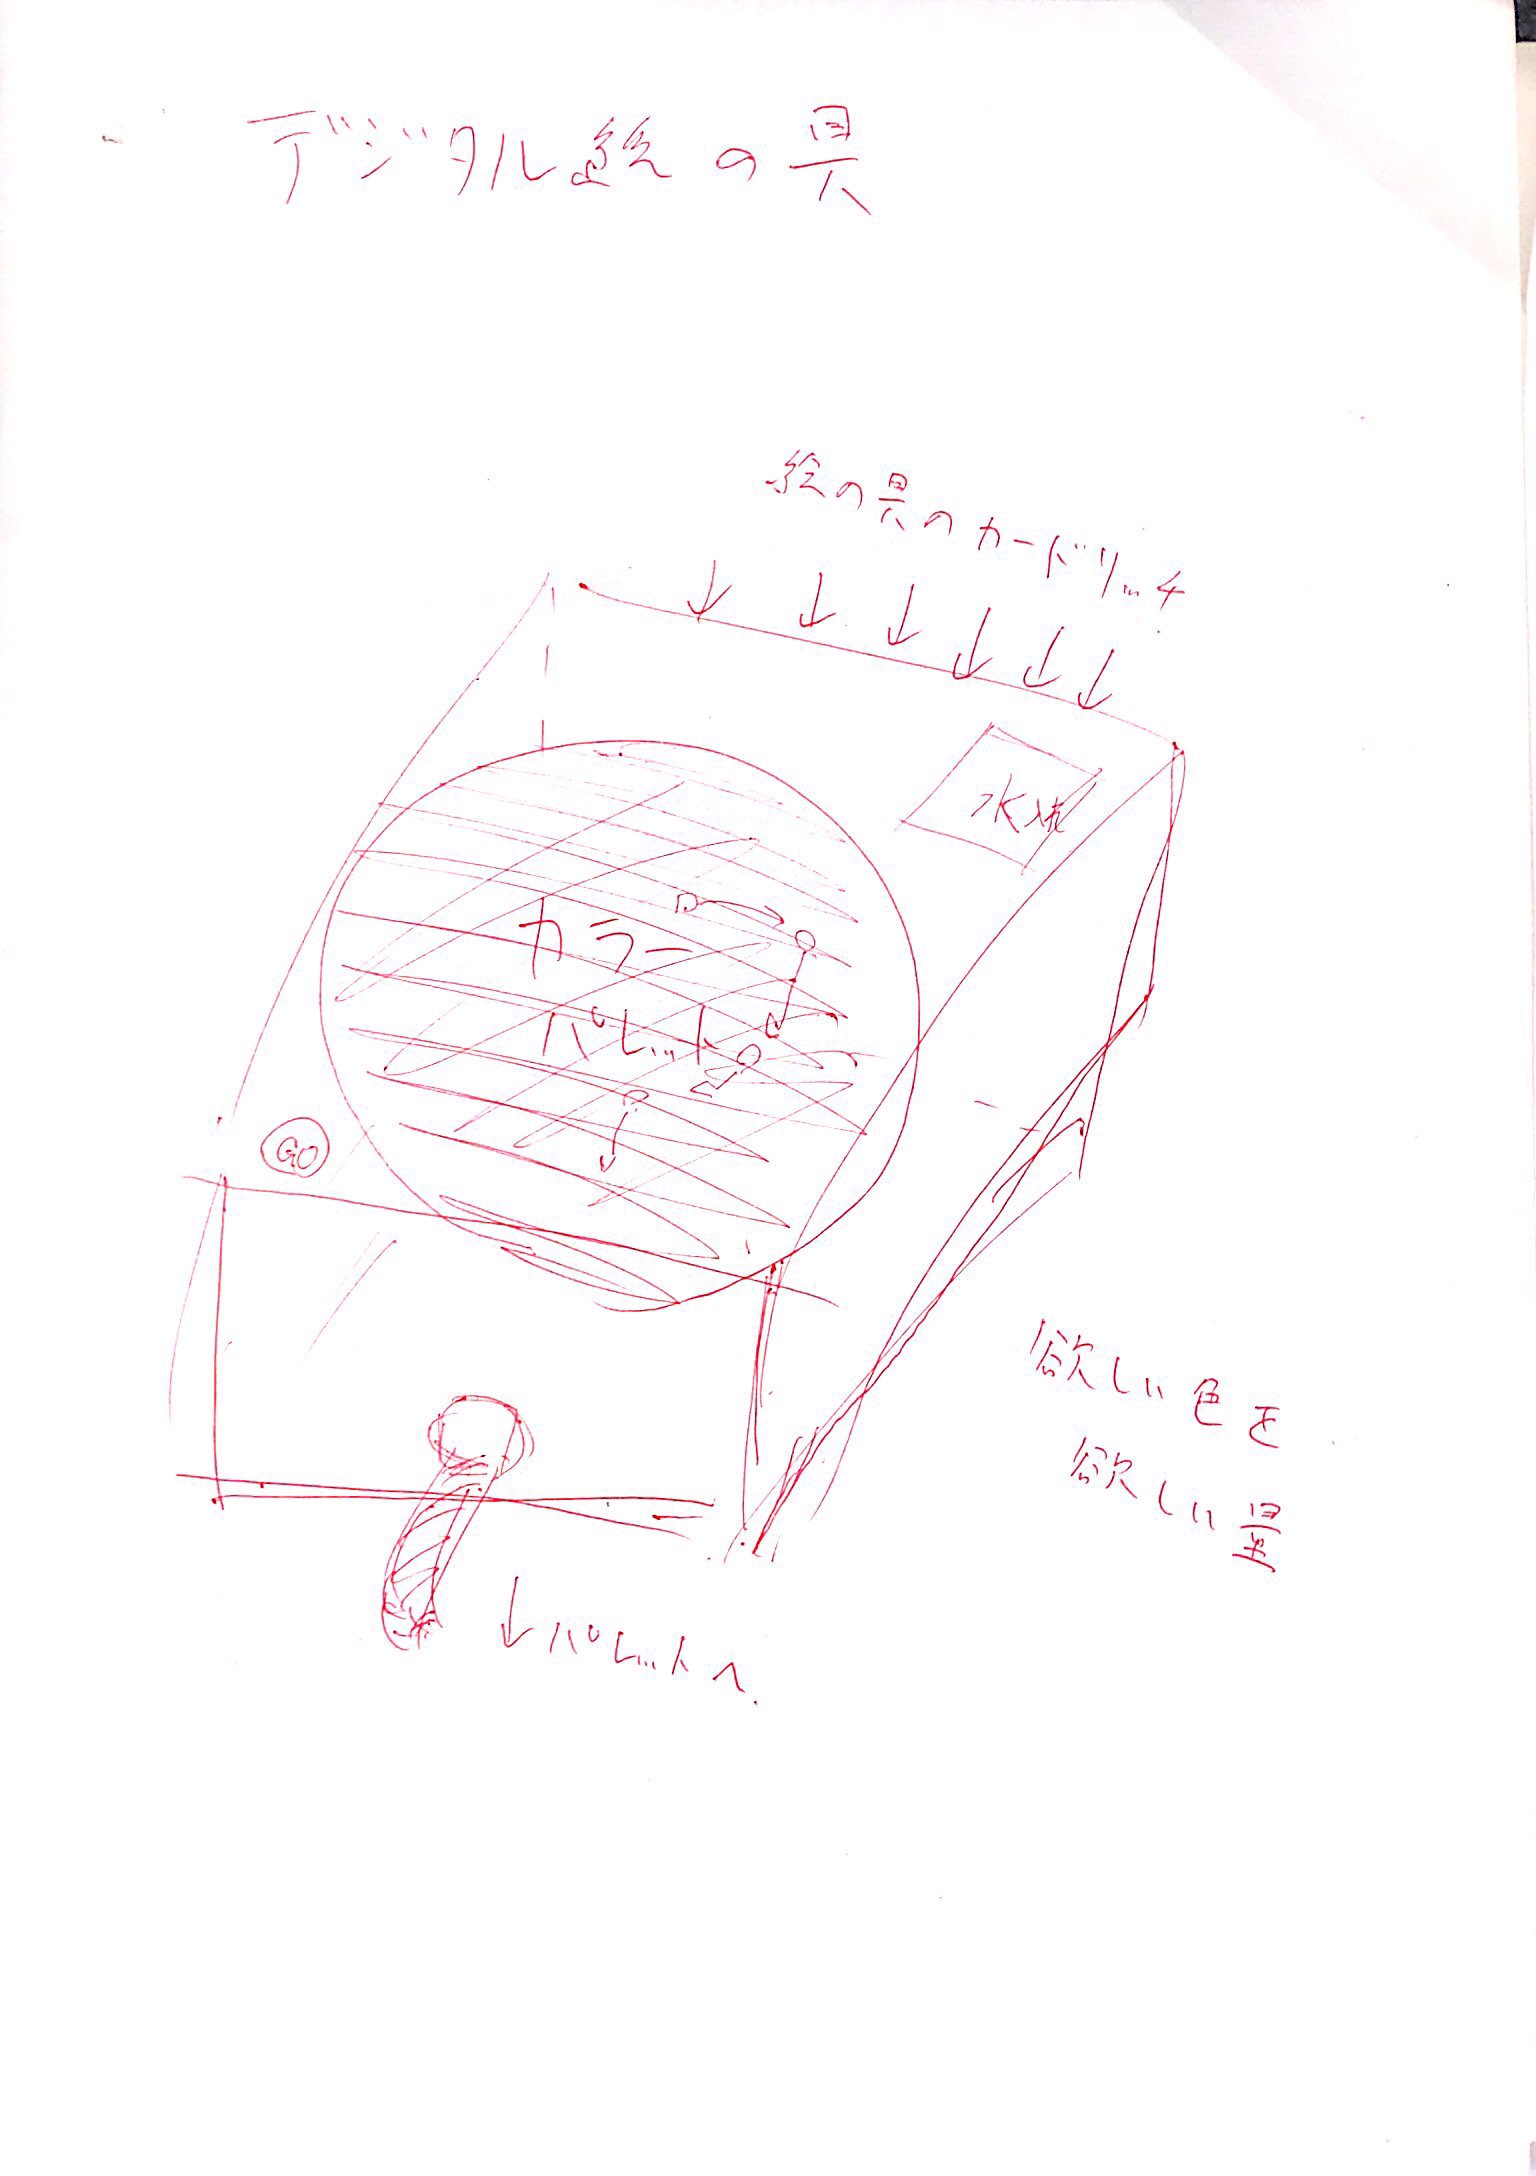 デジタル絵の具
絵の具のカードリッチ
水入
カラー
パレット
GO
欲しい色を
欲しい量
↓パレットへ.